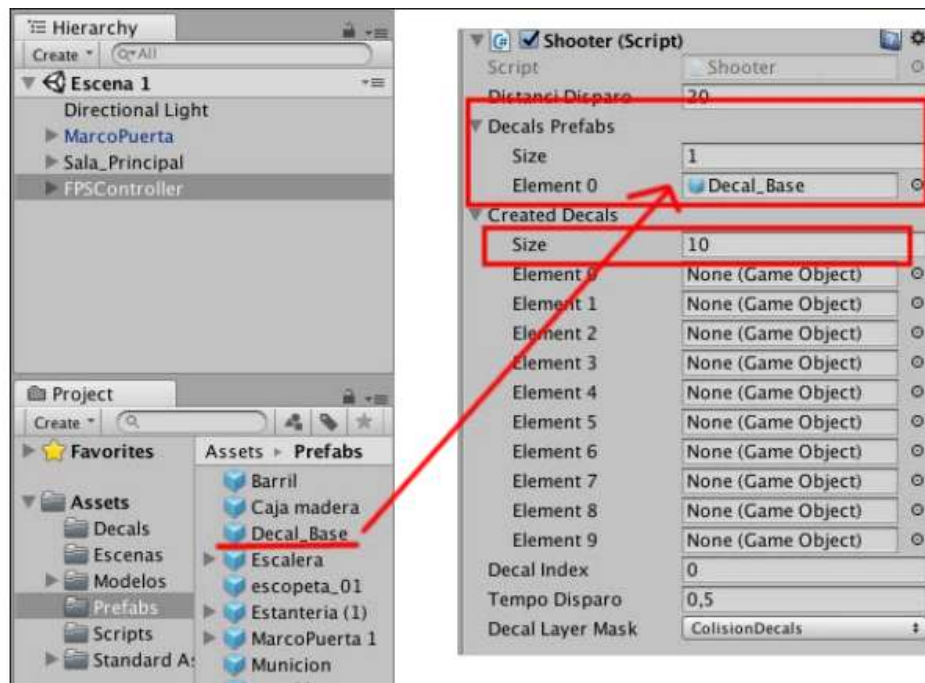 Hierarchy
Create
All
Escena 1
Directional Light
MarcoPuerta
Sala_Principal
FPSController
Project
Create
Favorites
Assets
Decals
Escenas
Modelos
Prefabs
Scripts
Standard A
Assets Prefabs
Barril
Caja madera
Decal_Base
Escalera
escopeta_01
Estanteria (1)
MarcoPuerta 1
Municion
Shooter (Script)
Script Shooter
Distanci Disparo 20
Decals Prefabs
Size 1
Element 0 Decal_Base
Created Decals
Size 10
Element 0 None (Game Object)
Element 1 None (Game Object)
Element 2 None (Game Object)
Element 3 None (Game Object)
Element 4 None (Game Object)
Element 5 None (Game Object)
Element 6 None (Game Object)
Element 7 None (Game Object)
Element 8 None (Game Object)
Element 9 None (Game Object)
Decal Index 0
Tempo Disparo 0,5
Decal Layer Mask ColisionDecals